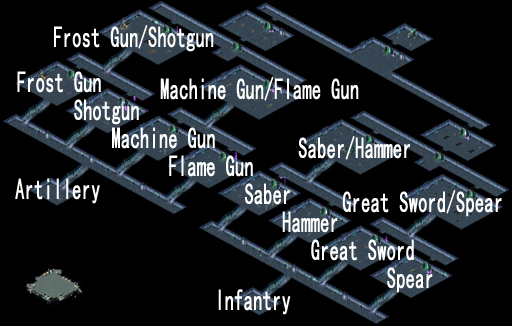 Frost Gun/Shotgun
Frost Gun
Machine Gun/Flame Gun
Shotgun
Machine Gun
Saber/Hammer
Flame Gun
Artillery
Saber
Great Sword/Spear
Hammer
Great Sword
Spear
Infantry